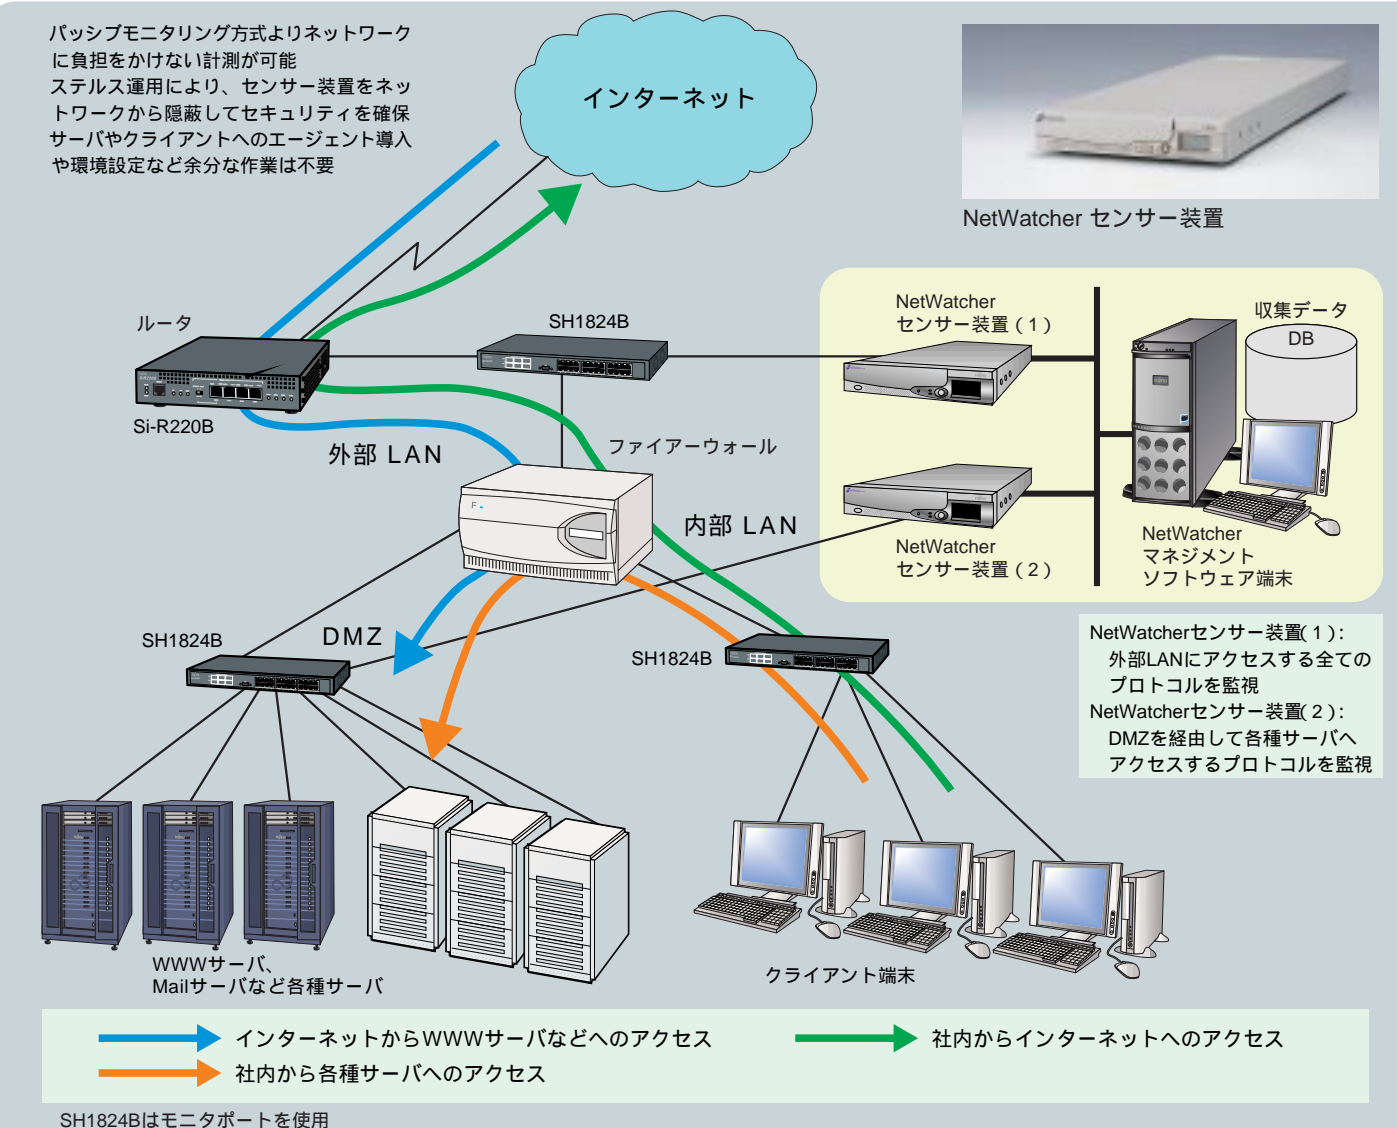 パッシブモニタリング方式よりネットワーク
に負担をかけない計測が可能
ステルス運用により、センサー装置をネッ
トワークから隠蔽してセキュリティを確保
サーバやクライアントへのエージェント導入
や環境設定など余分な作業は不要
インターネット
NetWatcher センサー装置
ルータ
Si-R220B
SH1824B
外部 LAN
ファイアーウォール
内部 LAN
NetWatcher
センサー装置（1）
収集データ
DB
NetWatcher
センサー装置（2）
NetWatcher
マネジメント
ソフトウェア端末
SH1824B
DMZ
SH1824B
NetWatcherセンサー装置（1）：
外部LANにアクセスする全ての
プロトコルを監視
NetWatcherセンサー装置（2）：
DMZを経由して各種サーバへ
アクセスするプロトコルを監視
WWWサーバ、
Mailサーバなど各種サーバ
クライアント端末
インターネットからWWWサーバなどへのアクセス
社内からインターネットへのアクセス
社内から各種サーバへのアクセス
SH1824Bはモニタポートを使用